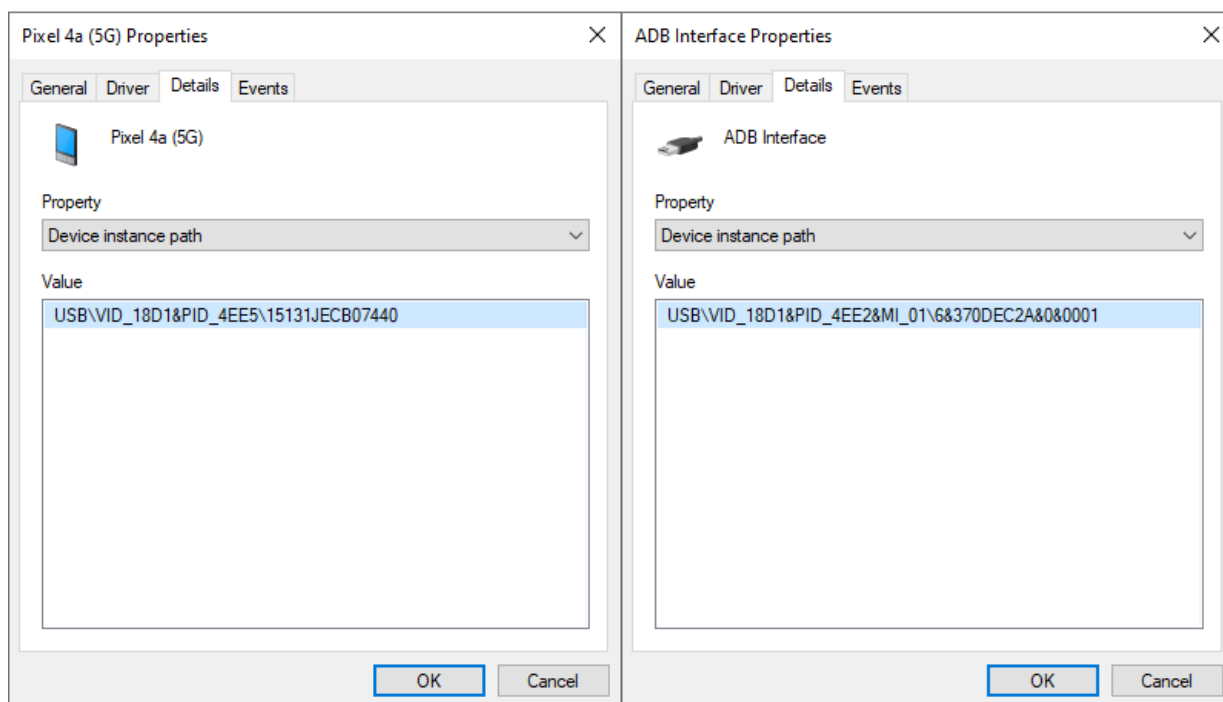 Pixel 4a (5G) Properties
General Driver Details Events
Pixel 4a (5G)
Property
Device instance path
Value
USB\VID_18D1&PID_4EE5\15131JECB07440
OK Cancel
ADB Interface Properties
General Driver Details Events
ADB Interface
Property
Device instance path
Value
USB\VID_18D1&PID_4EE2&MI_01\6&370DEC2A&0&0001
OK Cancel